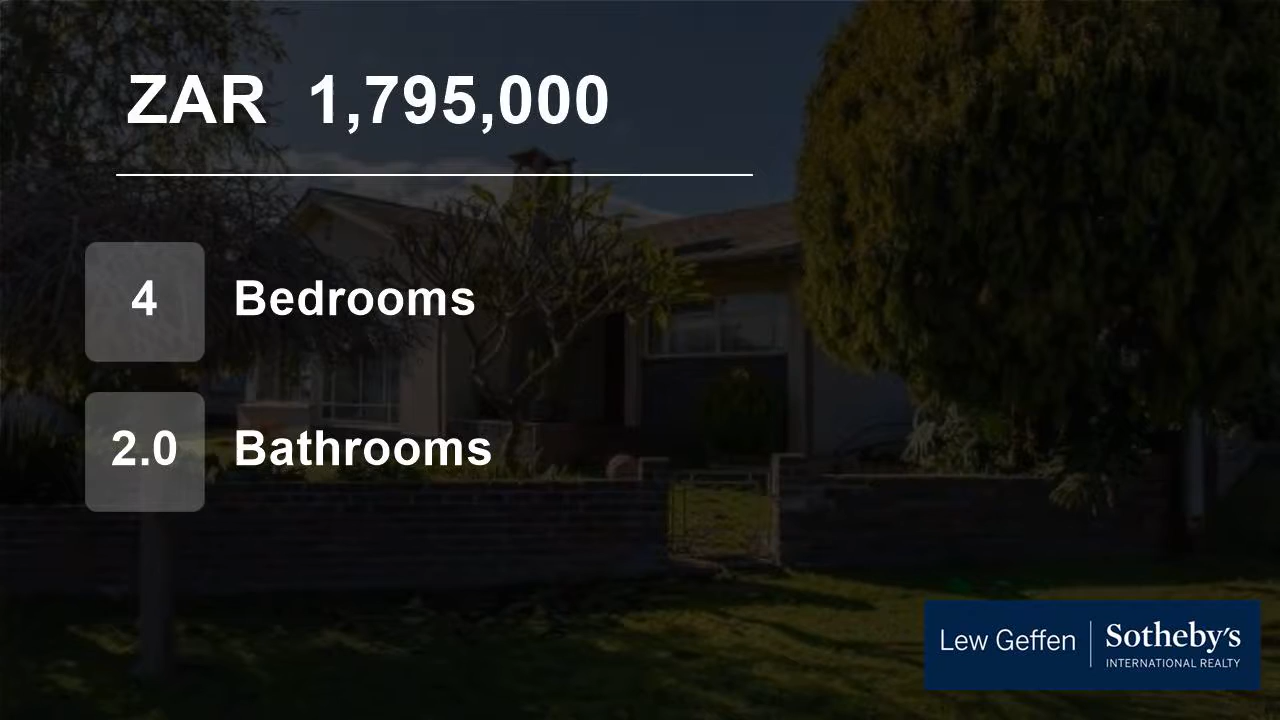 ZAR 1,795,000
4 Bedrooms
2.0 Bathrooms
Lew Geffen Sotheby's
INTERNATIONAL REALTY